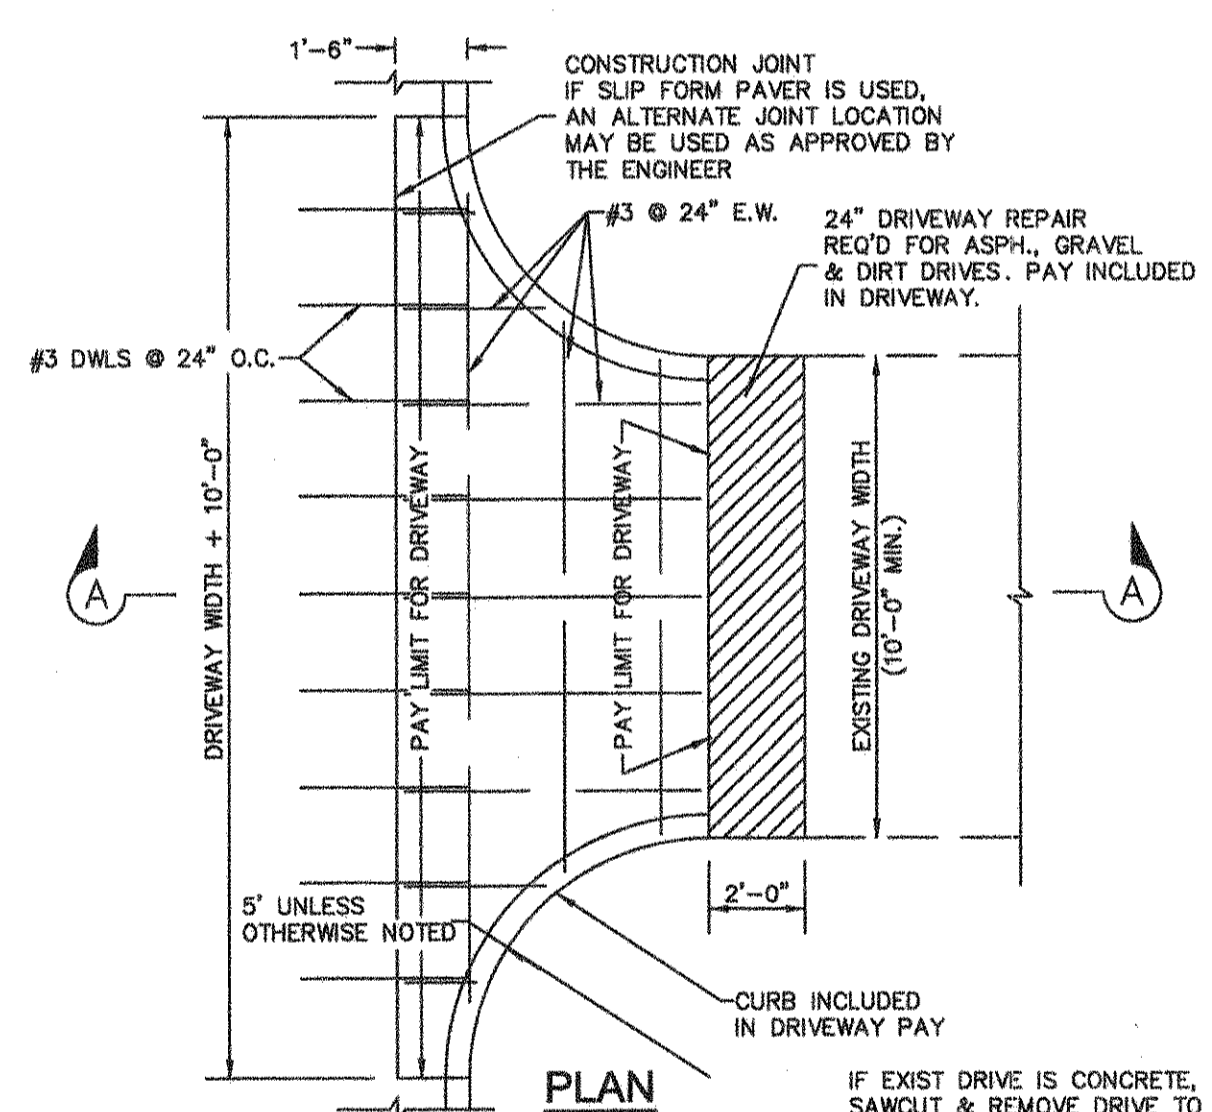 1'-6"
CONSTRUCTION JOINT
IF SLIP FORM PAVER IS USED,
AN ALTERNATE JOINT LOCATION
MAY BE USED AS APPROVED BY
THE ENGINEER
#3 @ 24" E.W.
24" DRIVEWAY REPAIR
REQ'D FOR ASPH., GRAVEL
& DIRT DRIVES. PAY INCLUDED
IN DRIVEWAY.
#3 DWLS @ 24" O.C.
DRIVEWAY WIDTH + 10'-0"
PAY LIMIT FOR DRIVEWAY
PAY LIMIT FOR DRIVEWAY
EXISTING DRIVEWAY WIDTH
(10'-0" MIN.)
A
A
2'-0"
5' UNLESS
OTHERWISE NOTED
CURB INCLUDED
IN DRIVEWAY PAY
PLAN
IF EXIST DRIVE IS CONCRETE,
SAWCUT & REMOVE DRIVE TO